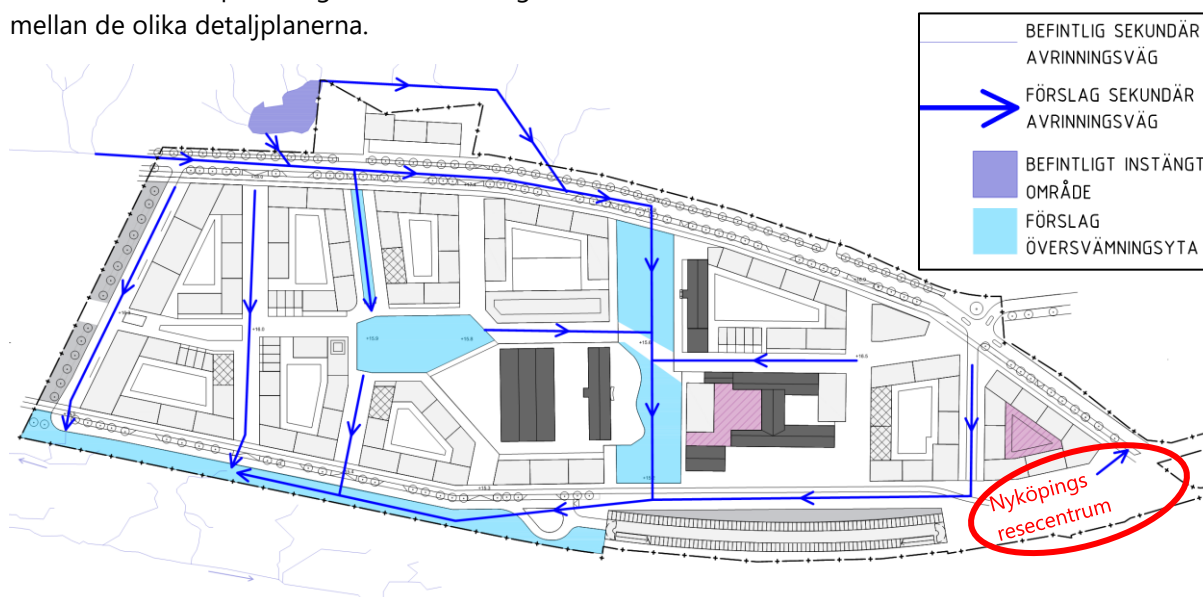 mellan de olika detaljplanerna.
BEFINTLIG SEKUNDÄR
AVRINNINGSVÄG
FÖRSLAG SEKUNDÄR
AVRINNINGSVÄG
BEFINTLIGT INSTÄNGT
OMRÅDE
FÖRSLAG
ÖVERSVÄMNINGSYTA
Nyköpings
resecentrum